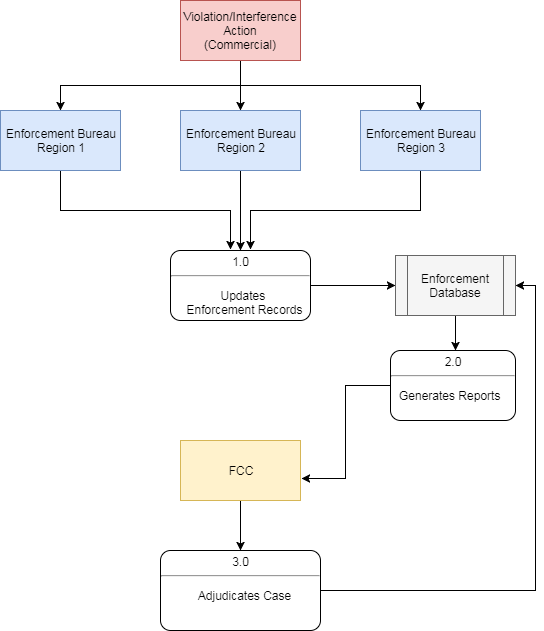 Violation/Interference
Action
(Commercial)
Enforcement Bureau
Region 1
Enforcement Bureau
Region 2
Enforcement Bureau
Region 3
1.0
Updates
Enforcement Records
Enforcement
Database
2.0
Generates Reports
FCC
3.0
Adjudicates Case